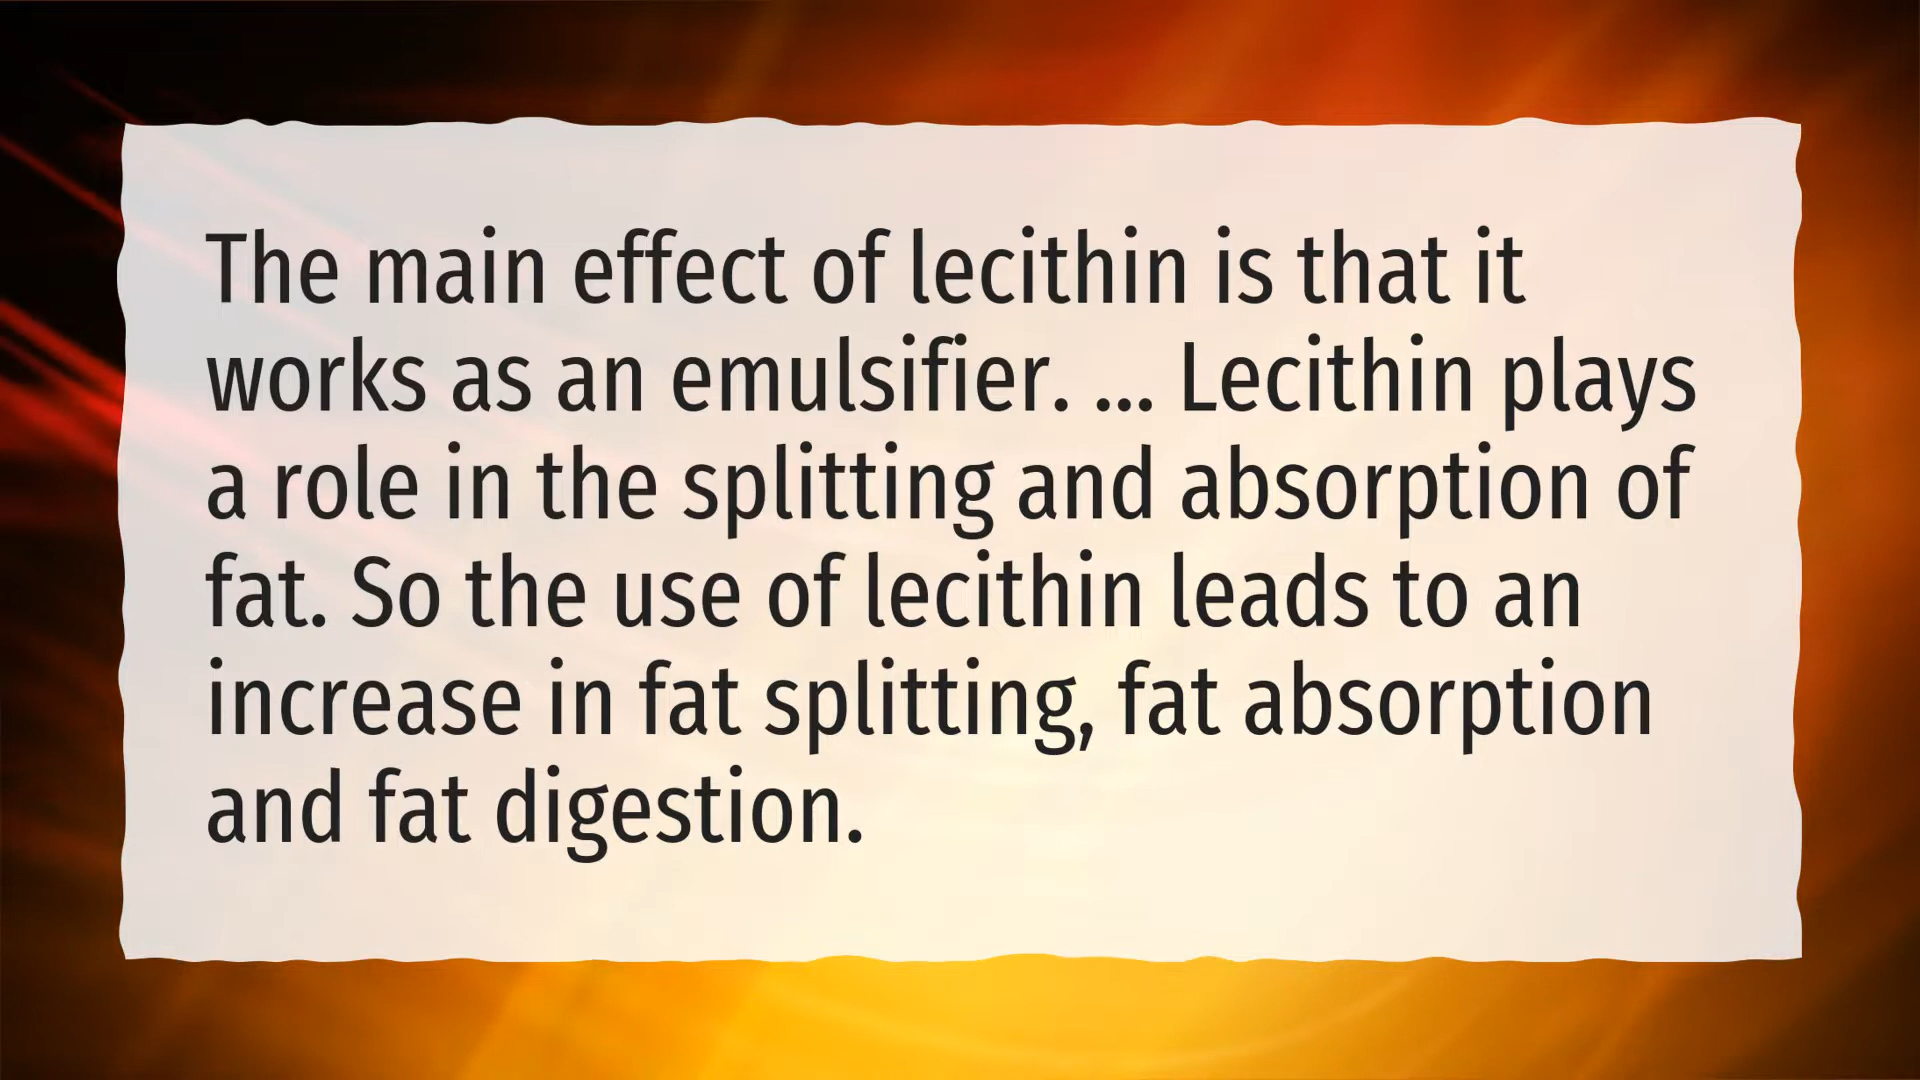 The main effect of lecithin is that it
works as an emulsifier. ... Lecithin plays
a role in the splitting and absorption of
fat. So the use of lecithin leads to an
increase in fat splitting, fat absorption
and fat digestion.